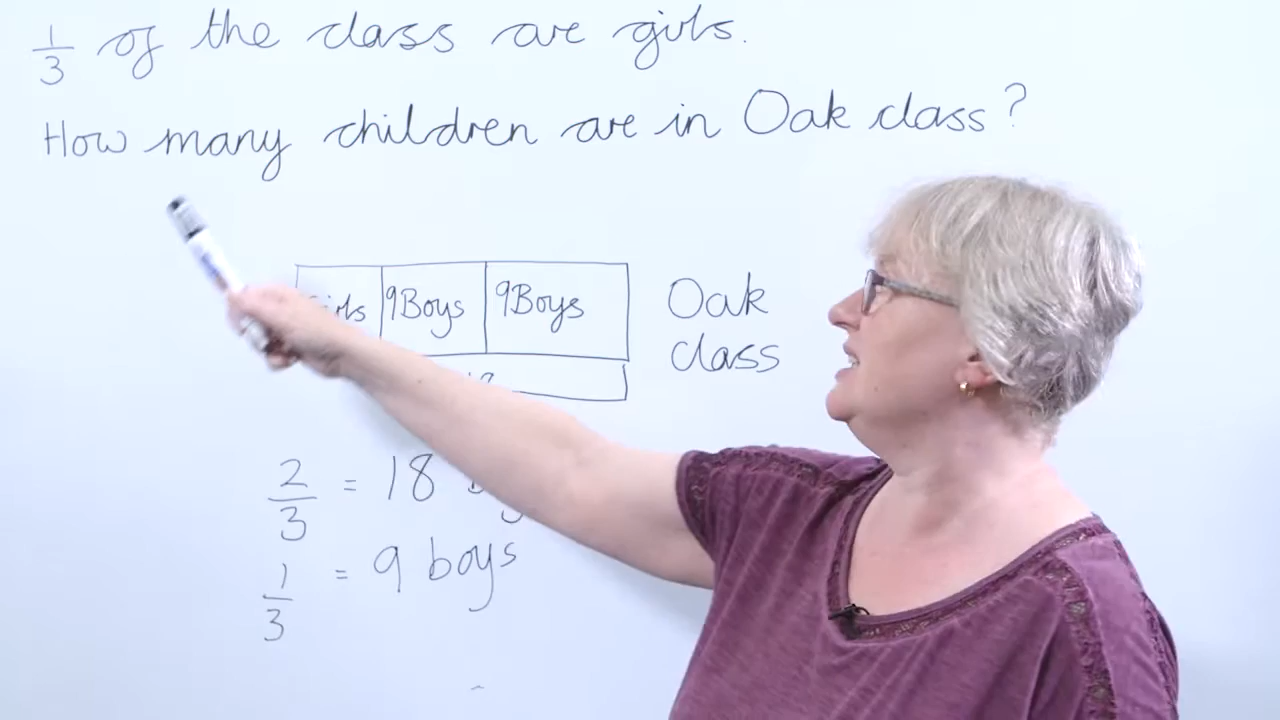 1/3 of the class are girls.
How many children are in Oak class?
9Boys 9Boys
Oak
class
2/3 = 18
1/3 = 9 boys